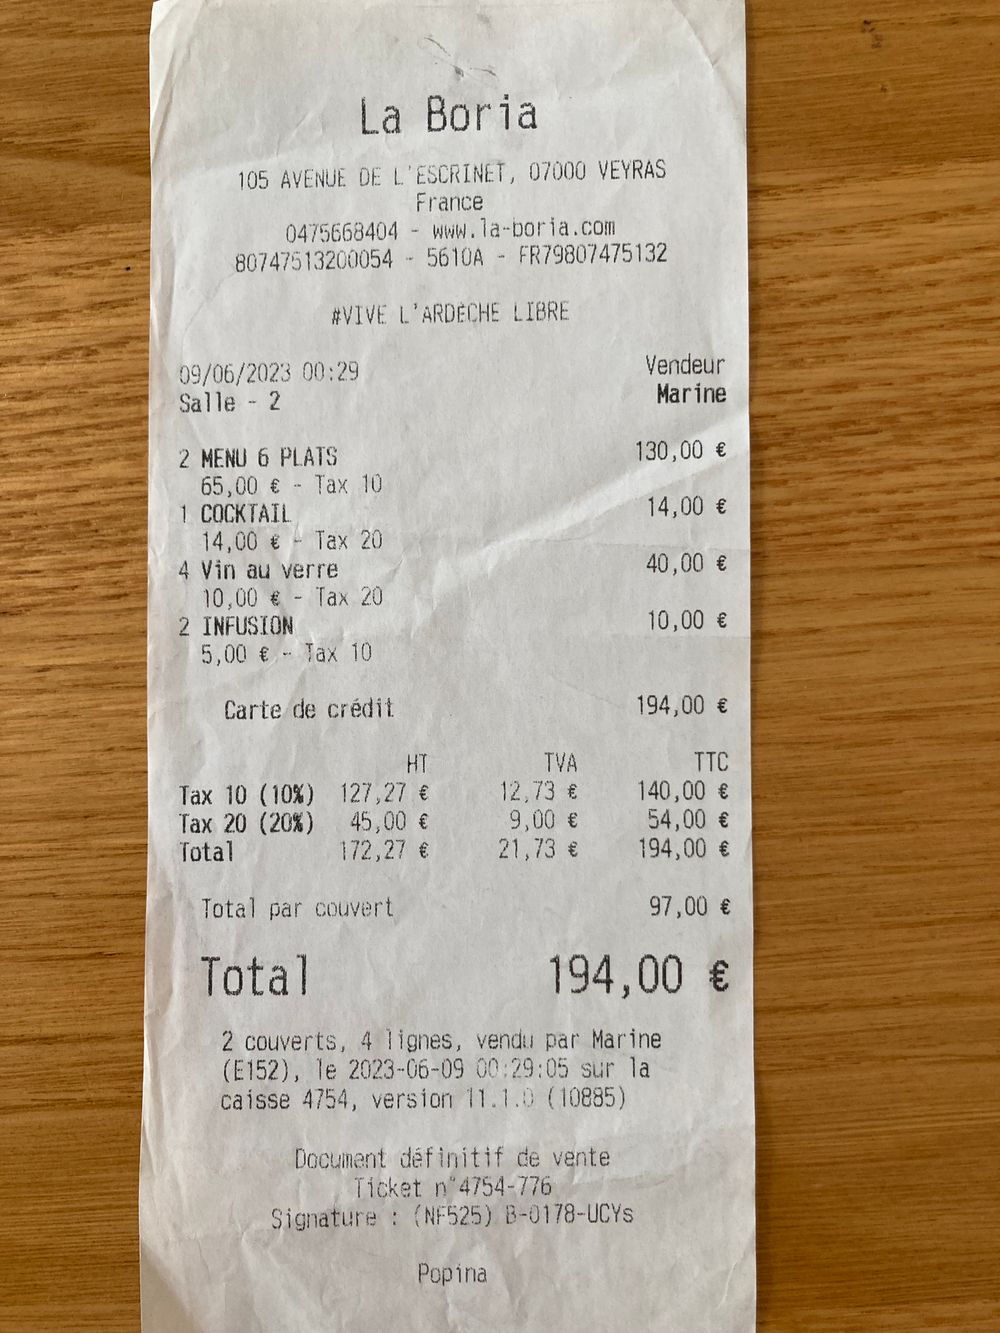 La Boria
105 AVENUE DE L'ESCRINET, 07000 VEYRAS
France
0475668404 - www.la-boria.com
80747513200054 - 5610A - FR79807475132
#VIVE L'ARDÈCHE LIBRE
09/06/2023 00:29 Vendeur
Salle - 2 Marine
2 MENU 6 PLATS 130,00 €
65,00 € - Tax 10
1 COCKTAIL 14,00 €
14,00 € - Tax 20
4 Vin au verre 40,00 €
10,00 € - Tax 20
2 INFUSION 10,00 €
5,00 € - Tax 10
Carte de crédit 194,00 €
HT TVA TTC
Tax 10 (10%) 127,27 € 12,73 € 140,00 €
Tax 20 (20%) 45,00 € 9,00 € 54,00 €
Total 172,27 € 21,73 € 194,00 €
Total par couvert 97,00 €
Total 194,00 €
2 couverts, 4 lignes, vendu par Marine
(E152), le 2023-06-09 00:29:05 sur la
caisse 4754, version 11.1.0 (10885)
Document définitif de vente
Ticket n°4754-776
Signature : (NF525) B-0178-UCYs
Popina